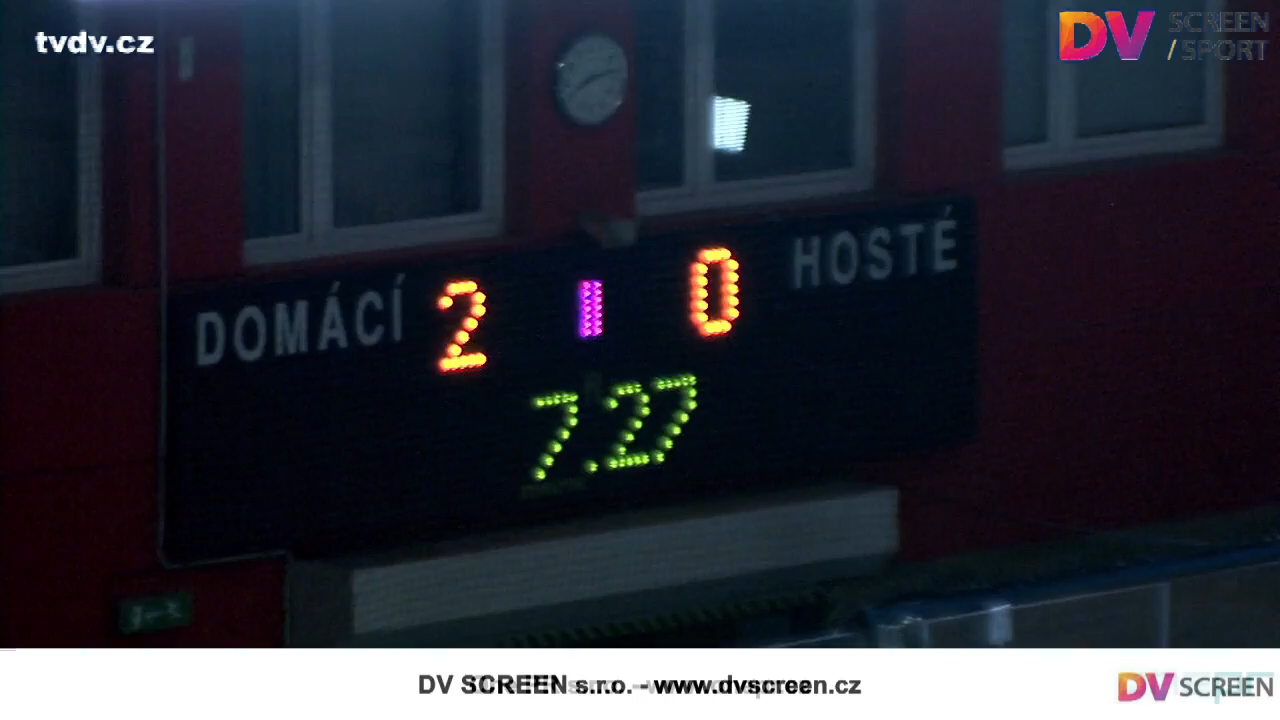 tvdv.cz
DV SCREEN
/SPORT
DOMÁCÍ 2 1 0 HOSTÉ
7.27
DV SCREEN s.r.o. - www.dvscreen.cz
DV SCREEN